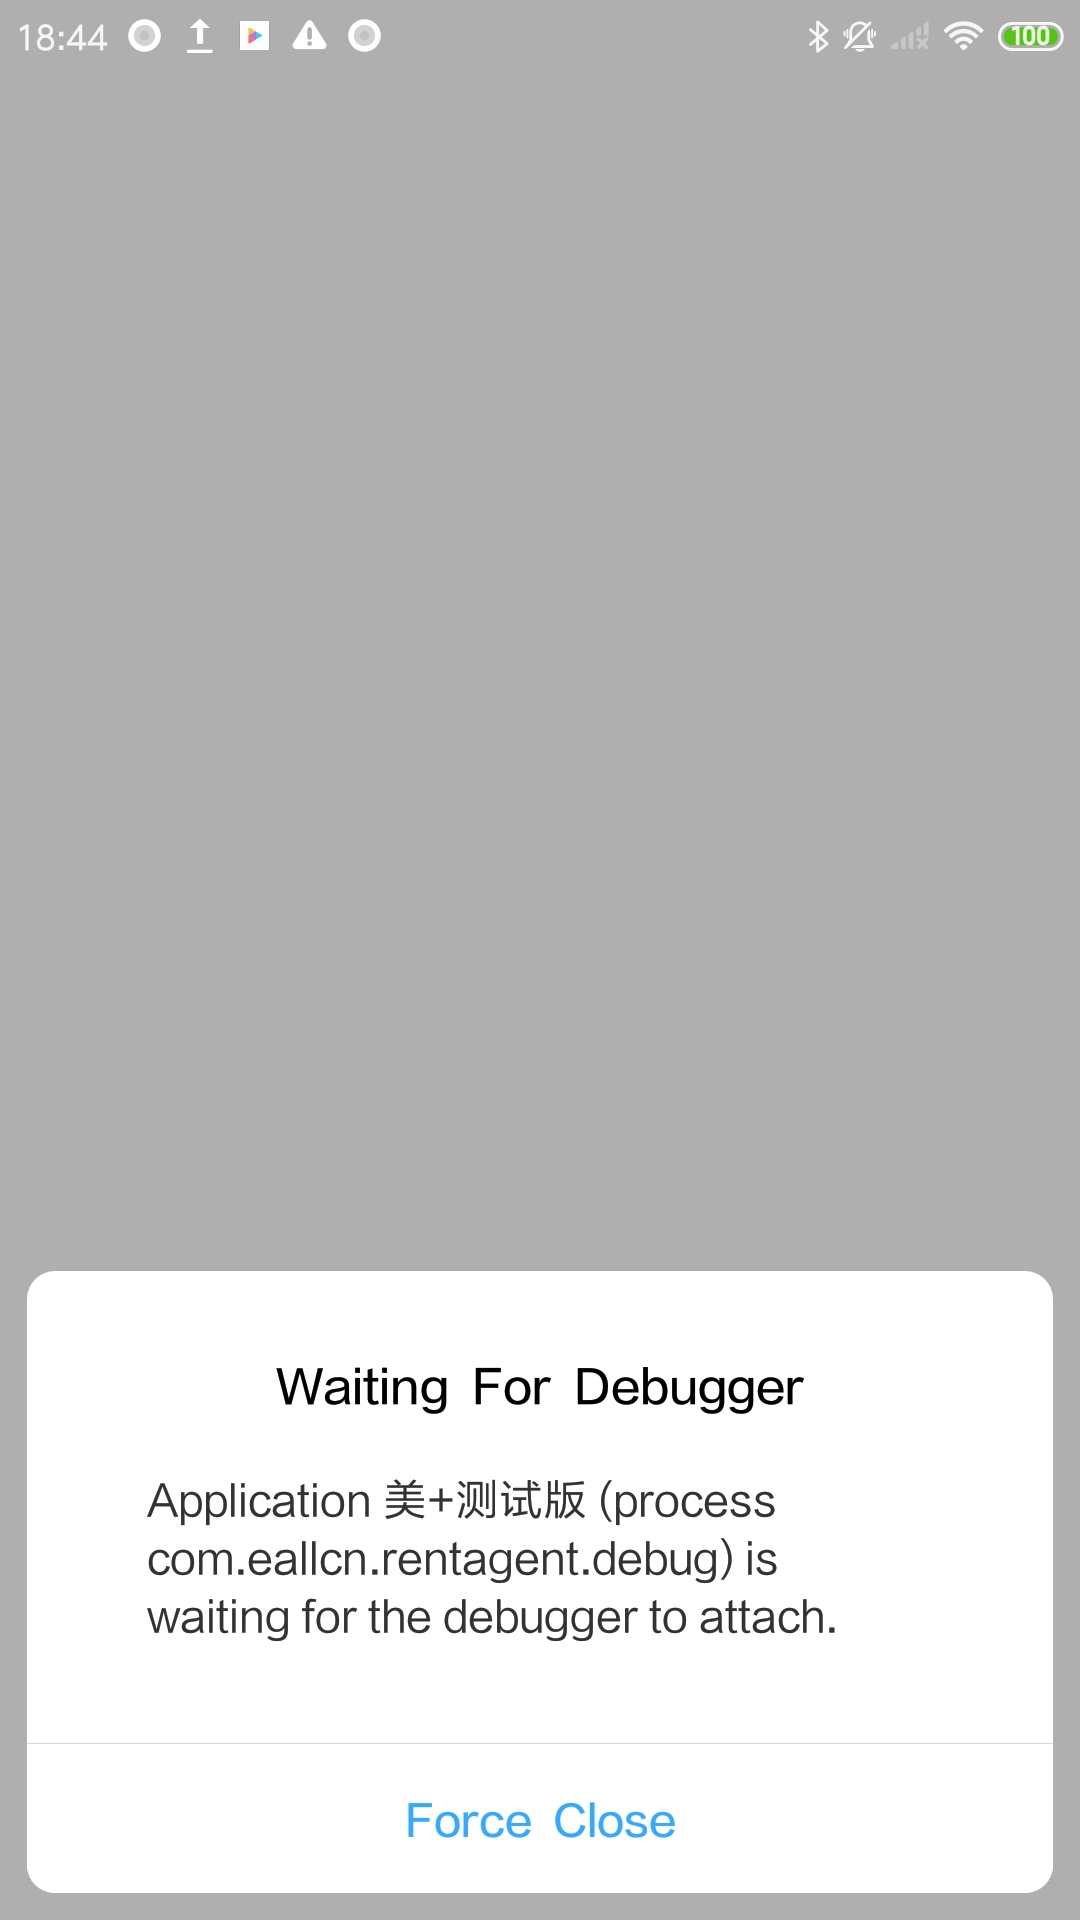 18:44
100
Waiting For Debugger
Application 美+测试版 (process
com.eallcn.rentagent.debug) is
waiting for the debugger to attach.
Force Close